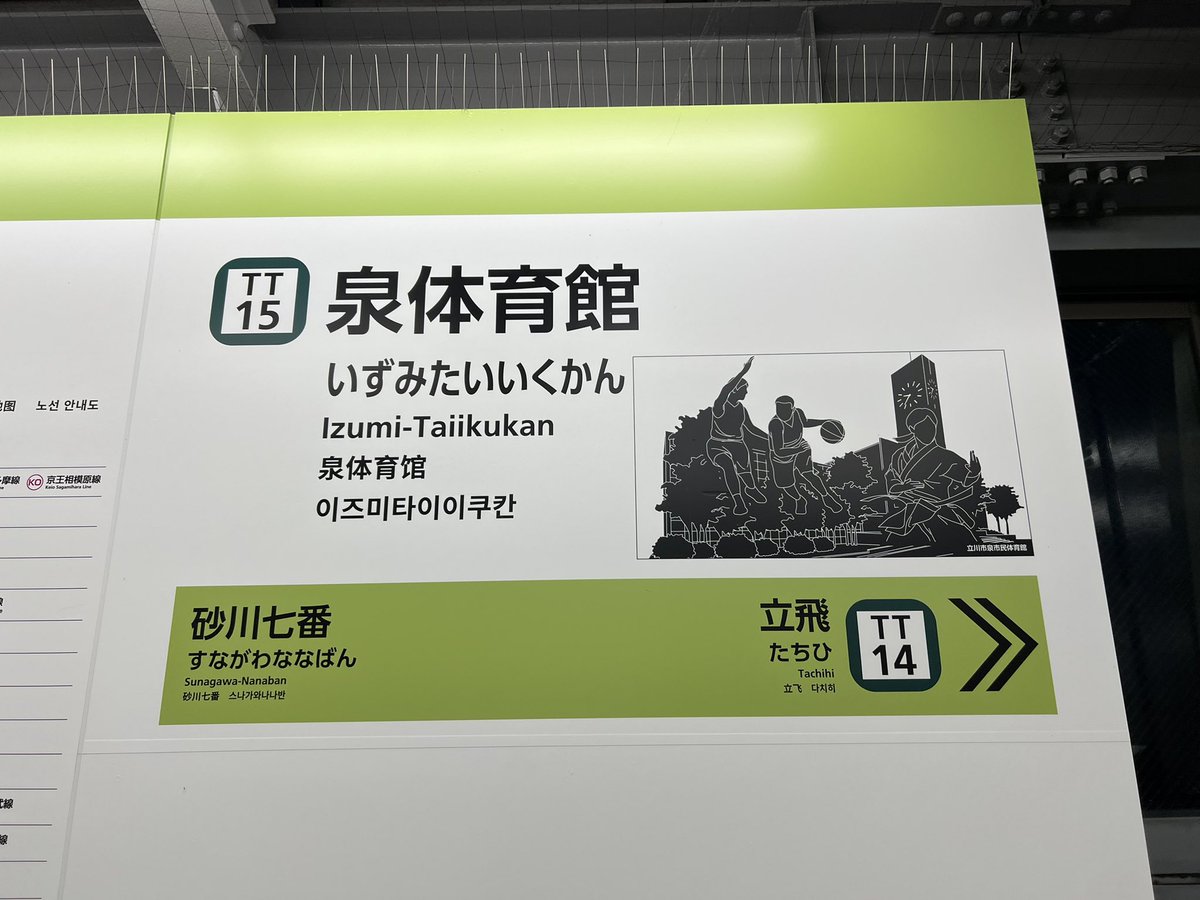 TT
15
泉体育館
いずみたいいくかん
Izumi-Taiikukan
泉体育馆
이즈미타이이쿠칸
立川市泉市民体育館
砂川七番
すながわななばん
Sunagawa-Nanaban
砂川七番 스나가와나나반
立飛
たちひ
Tachihi
立飞 다치히
TT
14
노선 안내도
KO 京王相模原線
Keio Sagamihara Line